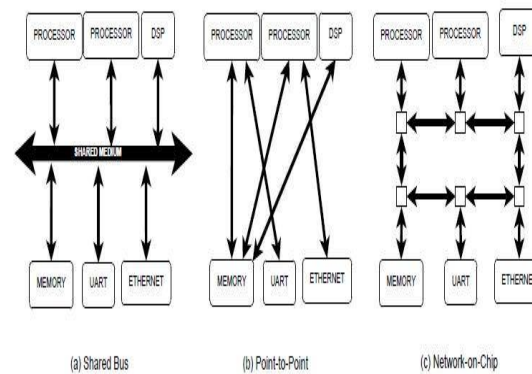 PROCESSOR
PROCESSOR
DSP
SHARED MEDIUM
MEMORY
UART
ETHERNET
(a) Shared Bus
PROCESSOR
PROCESSOR
DSP
MEMORY
UART
ETHERNET
(b) Point-to-Point
PROCESSOR
PROCESSOR
DSP
MEMORY
UART
ETHERNET
(c) Network-on-Chip